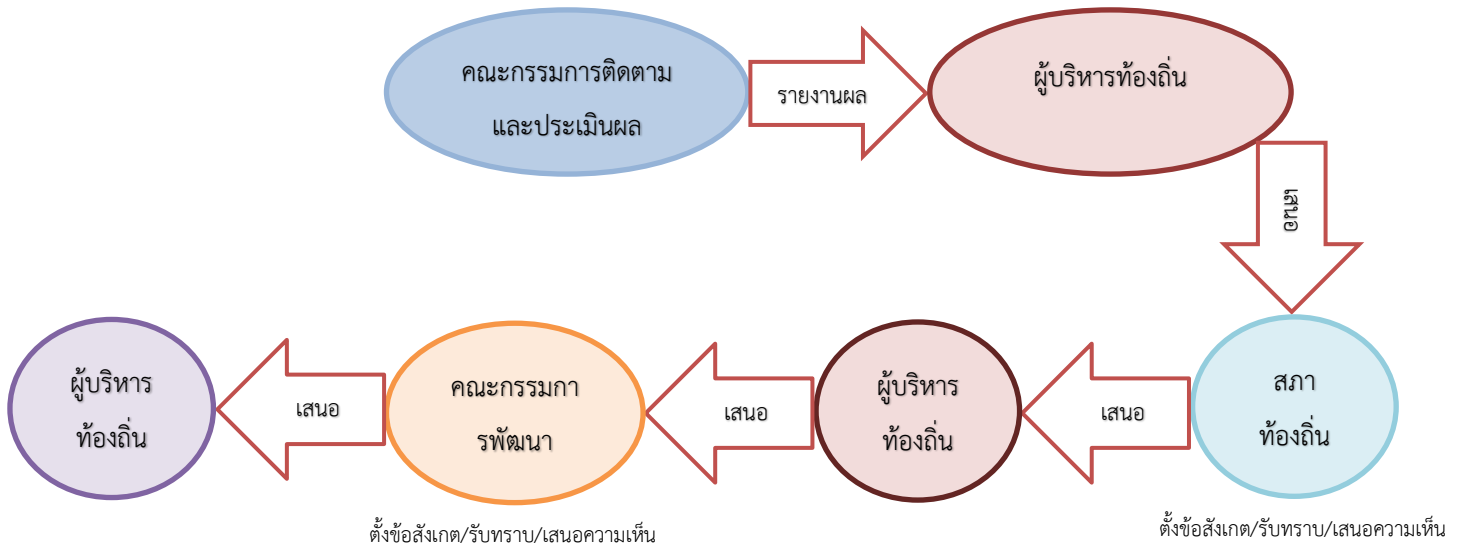 คณะกรรมการติดตาม
และประเมินผล
รายงานผล
ผู้บริหารท้องถิ่น
เสนอ
สภา
ท้องถิ่น
ตั้งข้อสังเกต/รับทราบ/เสนอความเห็น
เสนอ
ผู้บริหาร
ท้องถิ่น
เสนอ
คณะกรรมกา
รพัฒนา
ตั้งข้อสังเกต/รับทราบ/เสนอความเห็น
เสนอ
ผู้บริหาร
ท้องถิ่น